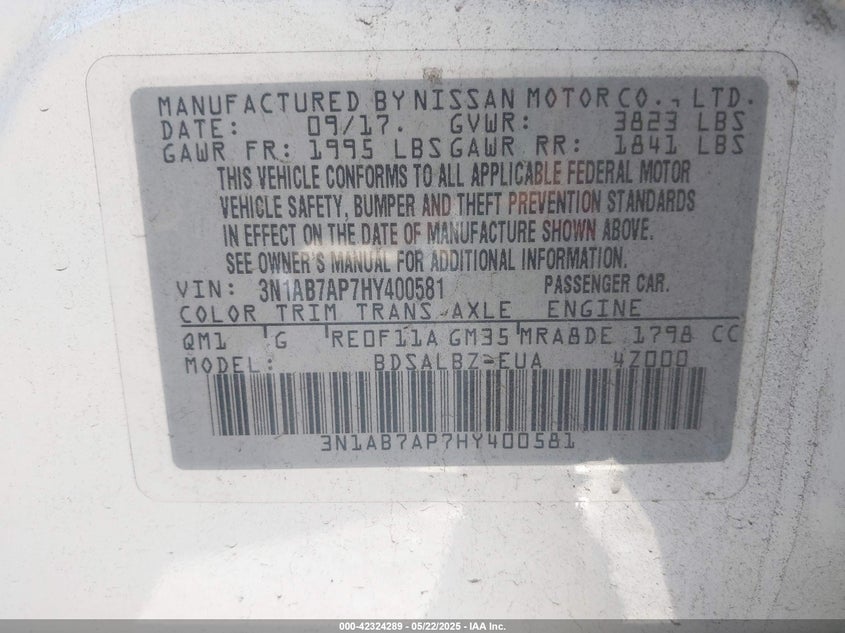 MANUFACTURED BY NISSAN MOTOR CO., LTD.
DATE: 09/17. GVWR: 3823 LBS
GAWR FR: 1995 LBS GAWR RR: 1841 LBS
THIS VEHICLE CONFORMS TO ALL APPLICABLE FEDERAL MOTOR
VEHICLE SAFETY, BUMPER AND THEFT PREVENTION STANDARDS
IN EFFECT ON THE DATE OF MANUFACTURE SHOWN ABOVE.
SEE OWNER'S MANUAL FOR ADDITIONAL INFORMATION.
VIN: 3N1AB7AP7HY400581 PASSENGER CAR.
COLOR TRIM TRANS. AXLE ENGINE
QM1 G RE0F11A GM35 MRA8DE 1798 CC
MODEL: BDSALBZ-EUA 4Z000
3N1AB7AP7HY400581
000-42324289 - 05/22/2025 - IAA Inc.